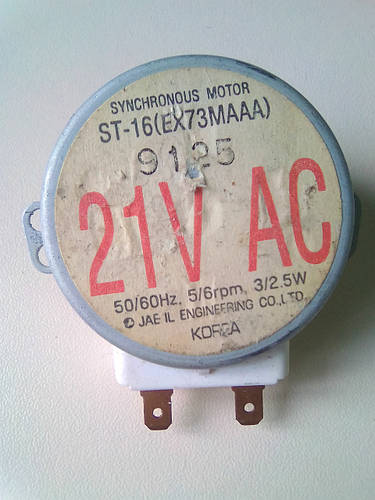 SYNCHRONOUS MOTOR
ST-16(EX73MAAA)
9125
21V AC
50/60Hz, 5/6rpm, 3/2.5W
JAE IL ENGINEERING CO., LTD.
KOREA